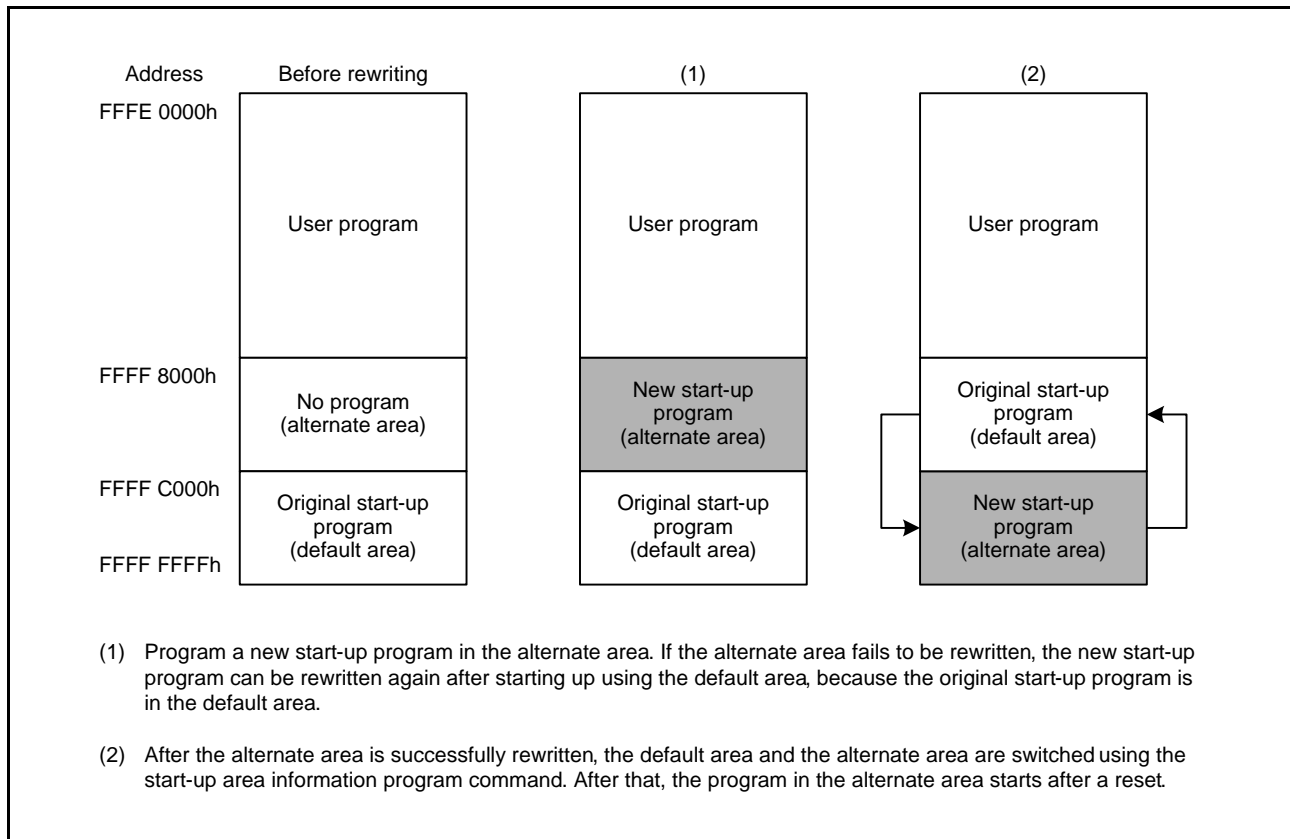 Address Before rewriting (1) (2)
FFFE 0000h
User program User program User program
FFFF 8000h
No program
(alternate area)
New start-up
program
(alternate area)
Original start-up
program
(default area)
FFFF C000h
Original start-up
program
(default area)
Original start-up
program
(default area)
New start-up
program
(alternate area)
FFFF FFFFh
(1) Program a new start-up program in the alternate area. If the alternate area fails to be rewritten, the new start-up
program can be rewritten again after starting up using the default area, because the original start-up program is
in the default area.
(2) After the alternate area is successfully rewritten, the default area and the alternate area are switched using the
start-up area information program command. After that, the program in the alternate area starts after a reset.